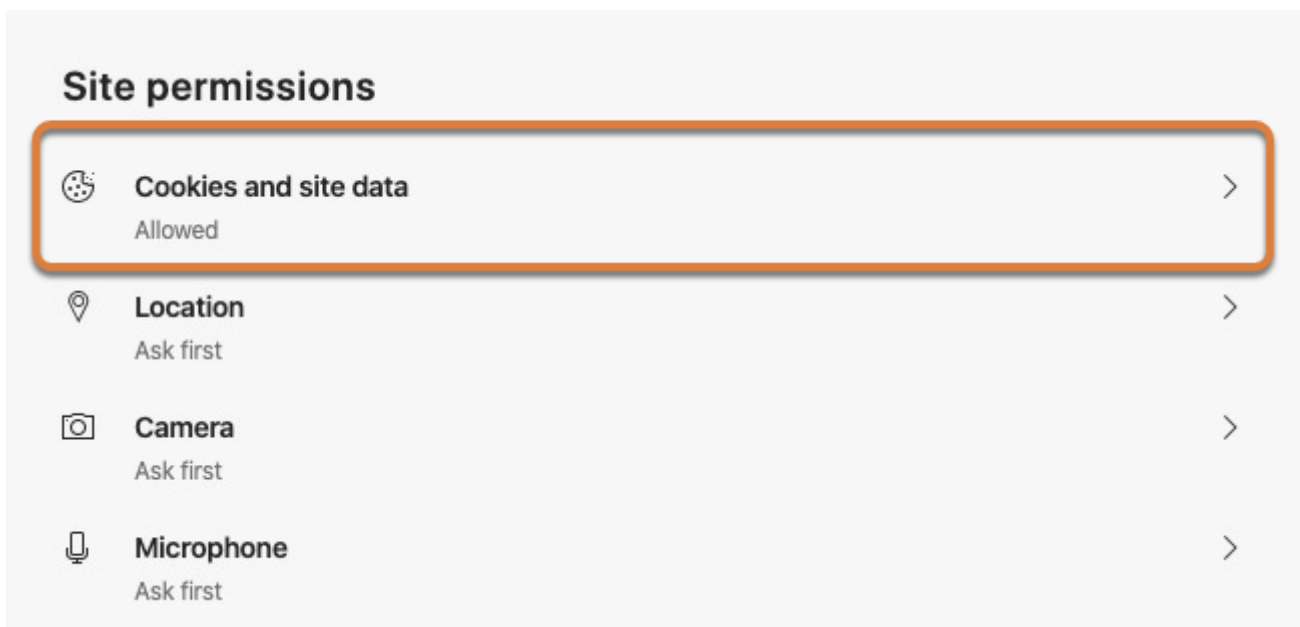 Site permissions
Cookies and site data
Allowed
Location
Ask first
Camera
Ask first
Microphone
Ask first